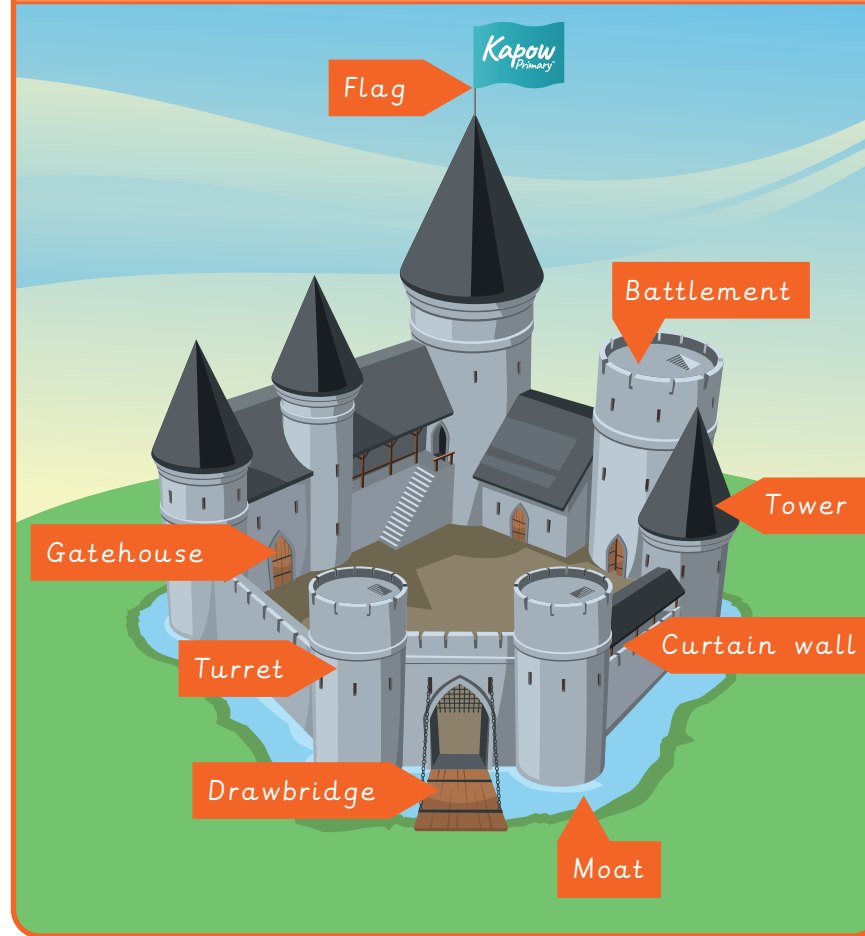 Kapow
Primary
Flag
Battlement
Tower
Gatehouse
Curtain wall
Turret
Drawbridge
Moat